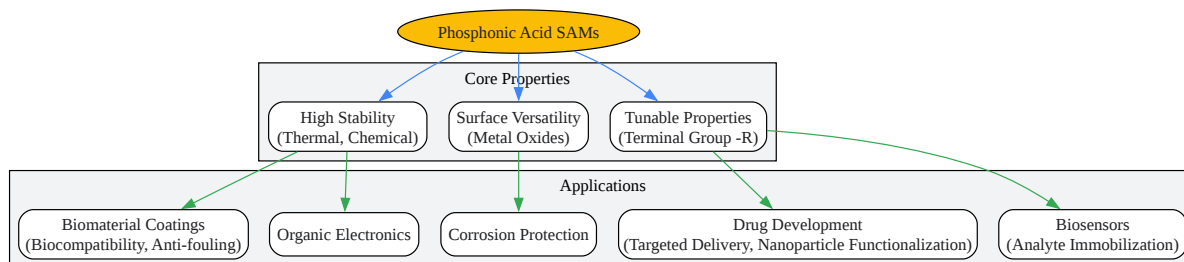 Phosphonic Acid SAMs
Core Properties
High Stability
(Thermal, Chemical)
Surface Versatility
(Metal Oxides)
Tunable Properties
(Terminal Group -R)
Applications
Biomaterial Coatings
(Biocompatibility, Anti-fouling)
Organic Electronics
Corrosion Protection
Drug Development
(Targeted Delivery, Nanoparticle Functionalization)
Biosensors
(Analyte Immobilization)